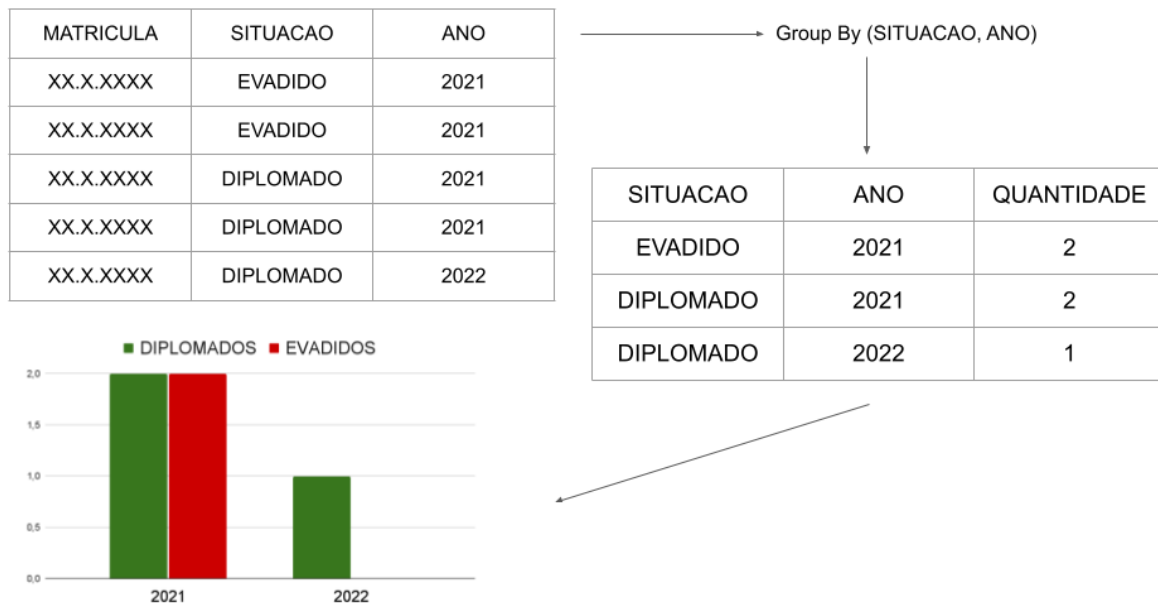 MATRICULA SITUACAO ANO
XX.X.XXXX EVADIDO 2021
XX.X.XXXX EVADIDO 2021
XX.X.XXXX DIPLOMADO 2021
XX.X.XXXX DIPLOMADO 2021
XX.X.XXXX DIPLOMADO 2022
Group By (SITUACAO, ANO)
SITUACAO ANO QUANTIDADE
EVADIDO 2021 2
DIPLOMADO 2021 2
DIPLOMADO 2022 1
DIPLOMADOS EVADIDOS
2,0
1,5
1,0
0,5
0,0
2021 2022